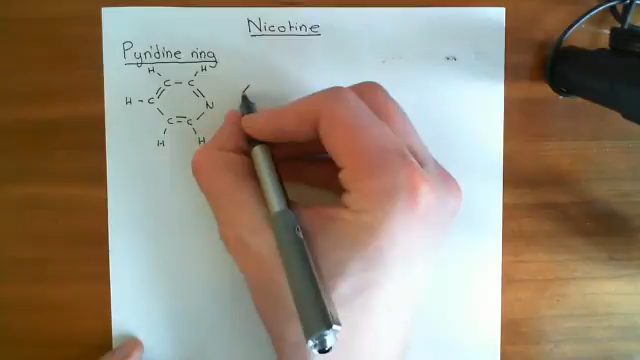 Nicotine
Pyridine ring
H H
C - C
H - C N
C = C
H H